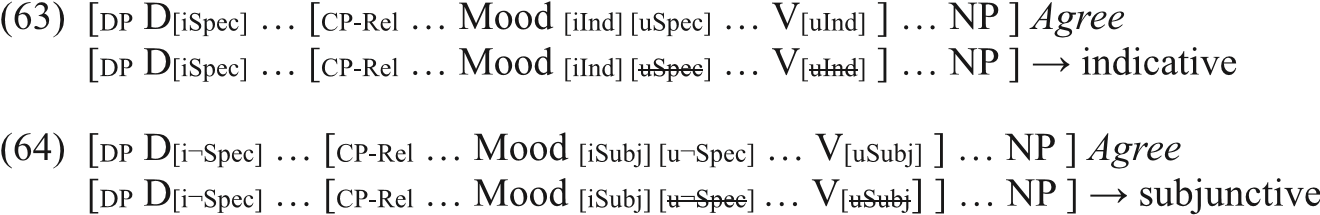 (63) [DP D[iSpec] … [CP-Rel … Mood [iInd] [uSpec] … V[uInd] ] … NP ] Agree
[DP D[iSpec] … [CP-Rel … Mood [iInd] [uSpec] … V[uInd] ] … NP ] → indicative
(64) [DP D[i¬Spec] … [CP-Rel … Mood [iSubj] [u¬Spec] … V[uSubj] ] … NP ] Agree
[DP D[i¬Spec] … [CP-Rel … Mood [iSubj] [u¬Spec] … V[uSubj] ] … NP ] → subjunctive